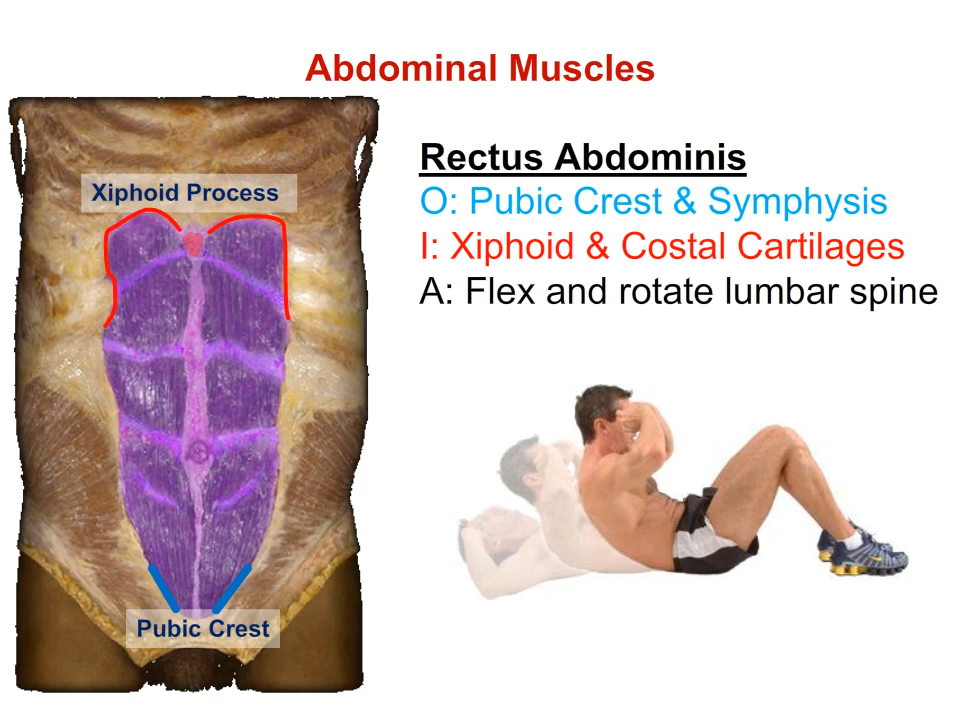 Abdominal Muscles
Xiphoid Process
Pubic Crest
Rectus Abdominis
O: Pubic Crest & Symphysis
I: Xiphoid & Costal Cartilages
A: Flex and rotate lumbar spine